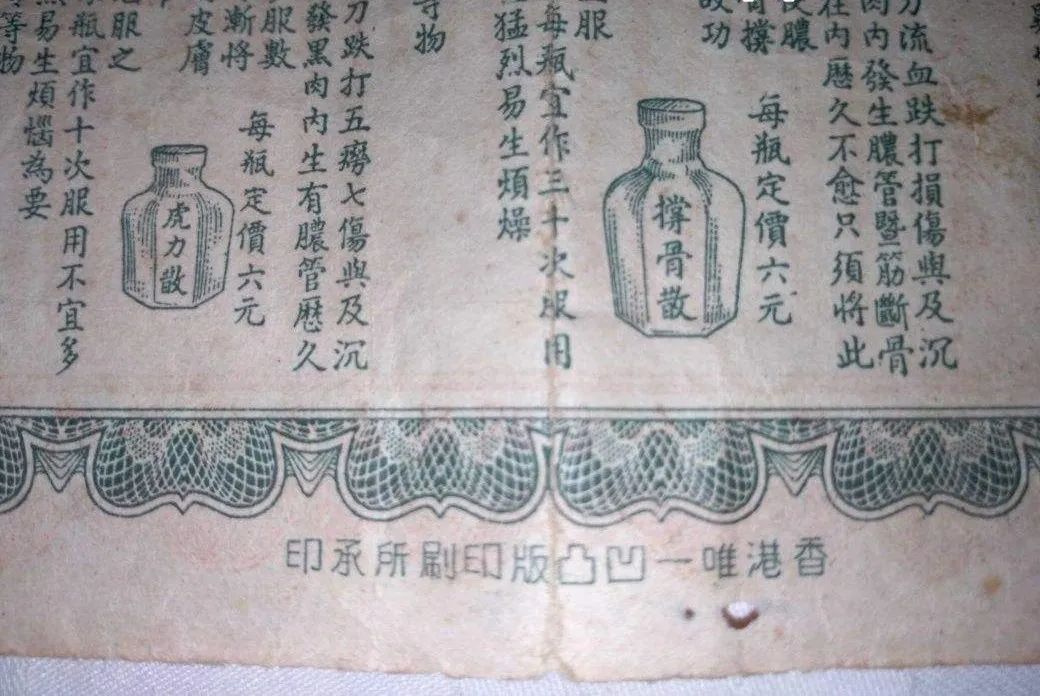 流血跌打損傷與及沉
肉內發生膿管暨筋斷骨
在內歷久不愈只須將此
膿
撐
故功
每瓶定價六元
撐骨散
服
每瓶宜作三十次服用
猛烈易生煩燥
等物
刀跌打五癆七傷與及沉
發黑肉內生有膿管歷久
服數
漸將
皮膚
每瓶定價六元
虎力散
服之
瓶宜作十次服用不宜多
易生煩惱為要
等物
香港唯一凹凸版印刷所承印